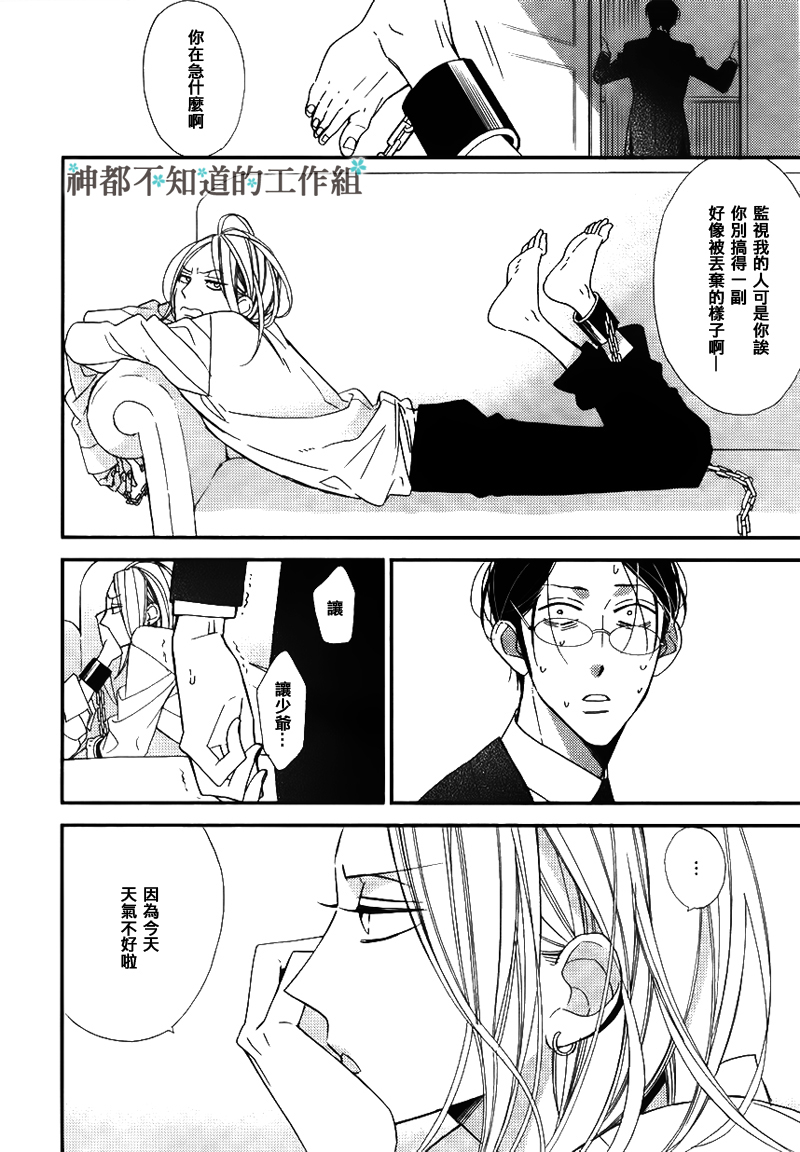 你在急什麼啊
神都不知道的工作組
監視我的人可是你誒
你別搞得一副
好像被丟棄的樣子啊—
讓
讓少爺…
…
因為今天
天氣不好啦